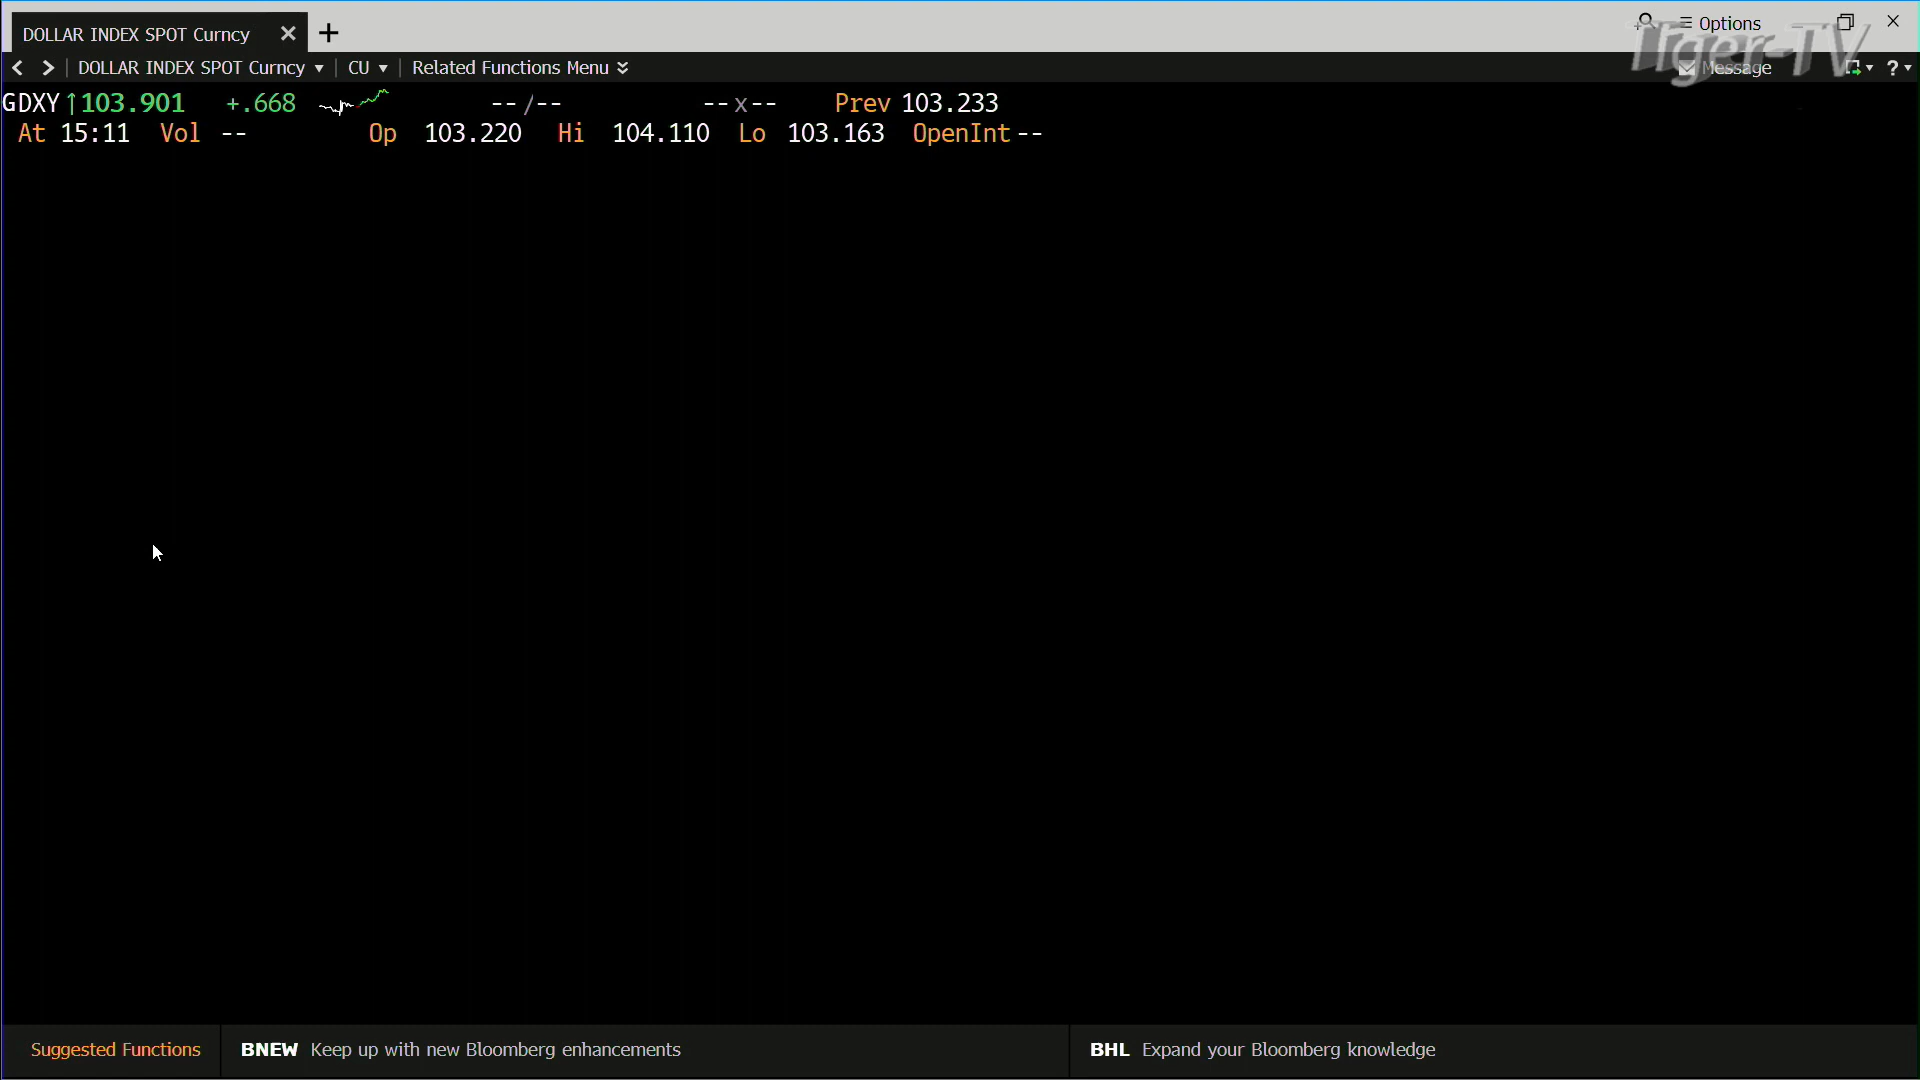 DOLLAR INDEX SPOT Curncy
Options
DOLLAR INDEX SPOT Curncy CU Related Functions Menu Message ?
Tiger-TV
GDXY ↑103.901 +.668 --/-- --x-- Prev 103.233
At 15:11 Vol -- Op 103.220 Hi 104.110 Lo 103.163 OpenInt --
Suggested Functions BNEW Keep up with new Bloomberg enhancements BHL Expand your Bloomberg knowledge